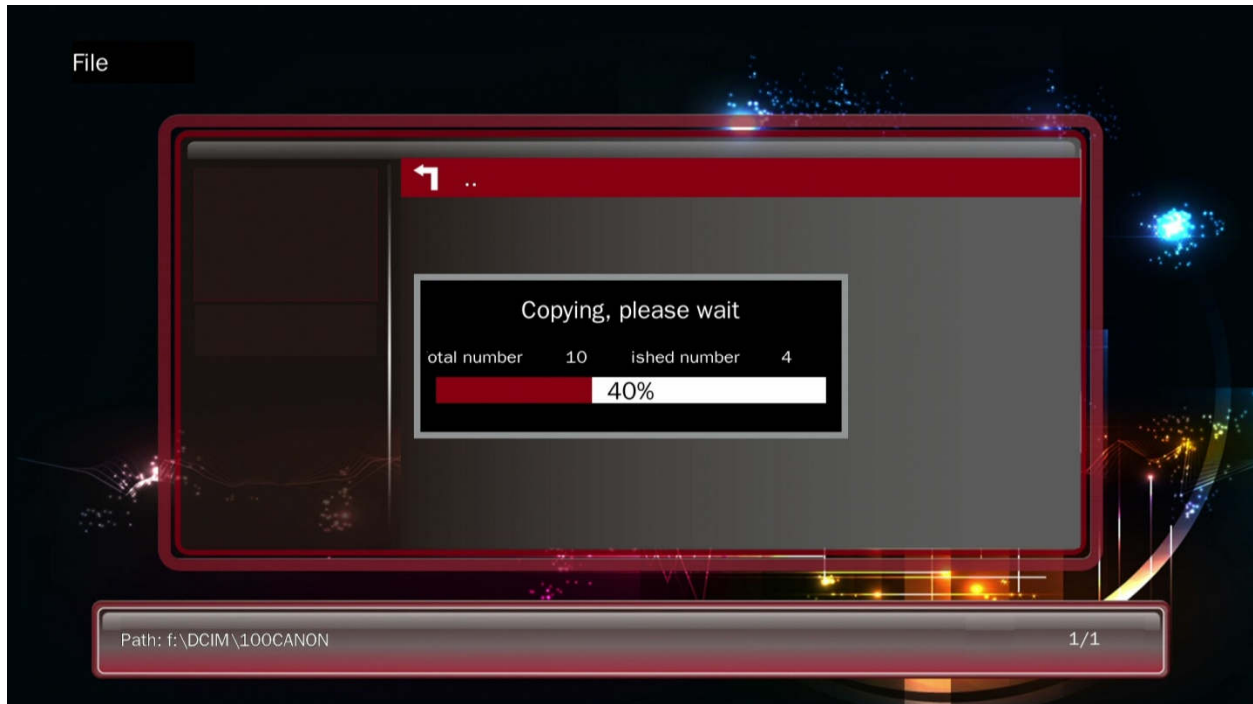 File
..
Copying, please wait
otal number 10 ished number 4
40%
Path: f:\DCIM\100CANON 1/1